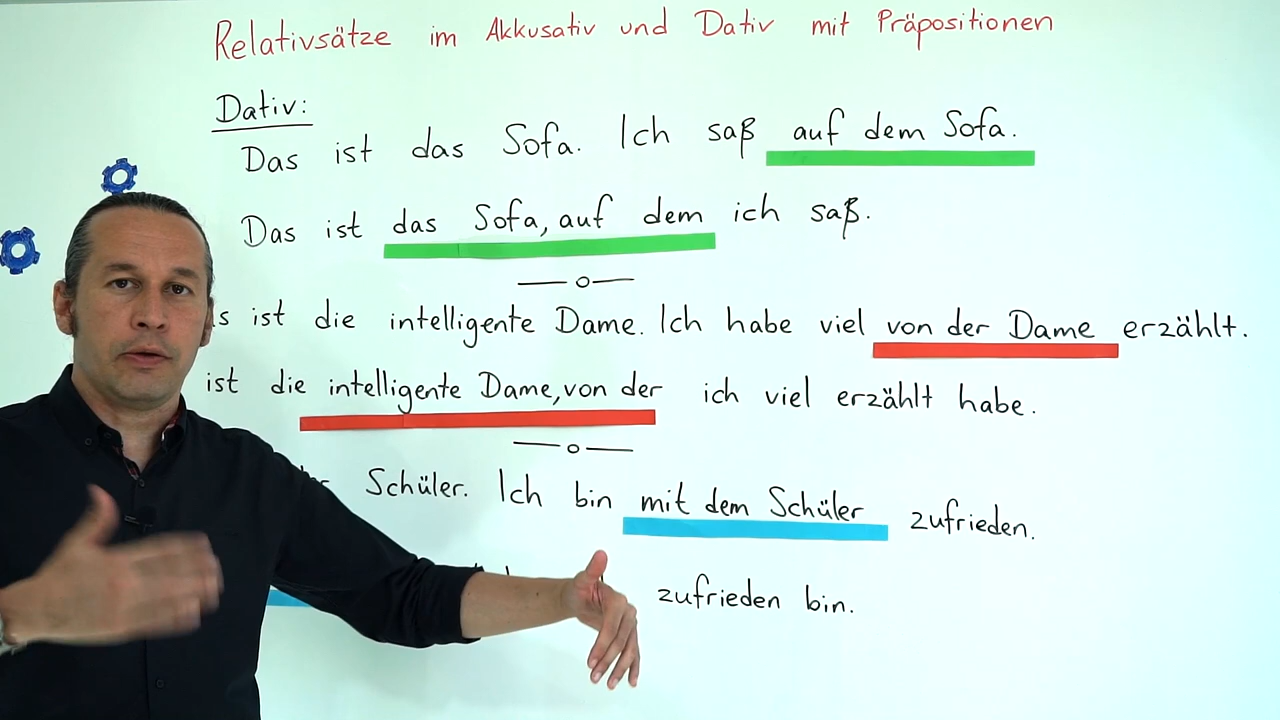 Relativsätze im Akkusativ und Dativ mit Präpositionen
Dativ:
Das ist das Sofa. Ich saß auf dem Sofa.
Das ist das Sofa, auf dem ich saß.
s ist die intelligente Dame. Ich habe viel von der Dame erzählt.
ist die intelligente Dame, von der ich viel erzählt habe.
Schüler. Ich bin mit dem Schüler zufrieden.
zufrieden bin.